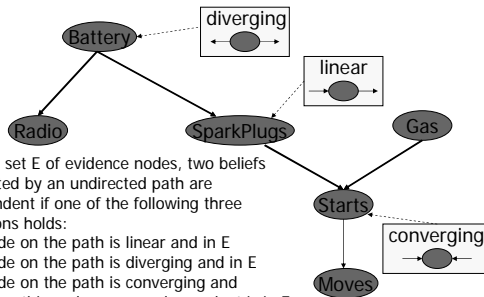 diverging
Battery
linear
Radio
SparkPlugs
Gas
set E of evidence nodes, two beliefs
ted by an undirected path are
ndent if one of the following three
ons holds:
de on the path is linear and in E
de on the path is diverging and in E
de on the path is converging and
Starts
converging
Moves